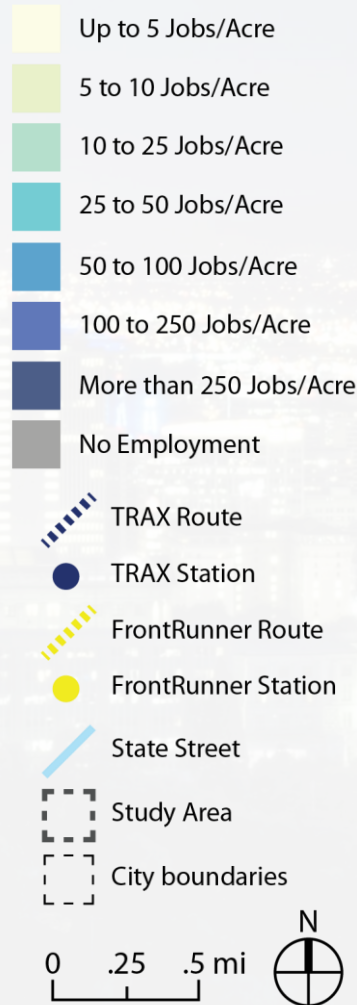 Up to 5 Jobs/Acre
5 to 10 Jobs/Acre
10 to 25 Jobs/Acre
25 to 50 Jobs/Acre
50 to 100 Jobs/Acre
100 to 250 Jobs/Acre
More than 250 Jobs/Acre
No Employment
TRAX Route
TRAX Station
FrontRunner Route
FrontRunner Station
State Street
Study Area
City boundaries
N
0 .25 .5 mi